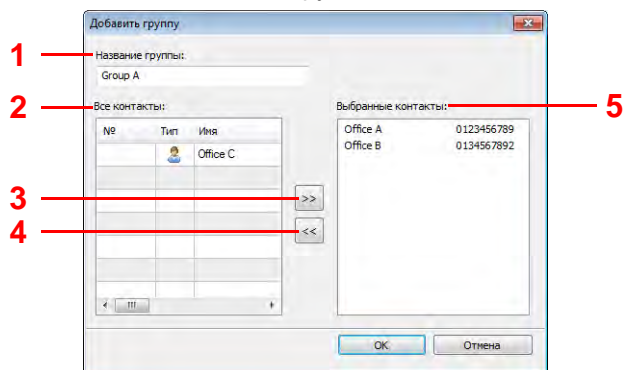 Добавить группу
1
Название группы:
Group A
2
Все контакты:
Выбранные контакты:
5
№ Тип Имя
Office C
Office A 0123456789
Office B 0134567892
3
>>
4
<<
OK
Отмена